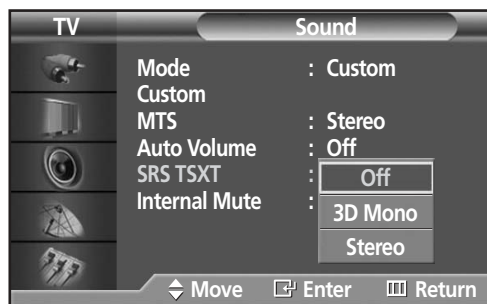 TV Sound
Mode : Custom
Custom
MTS : Stereo
Auto Volume : Off
SRS TSXT : Off
Internal Mute : 3D Mono
Stereo
Move Enter Return